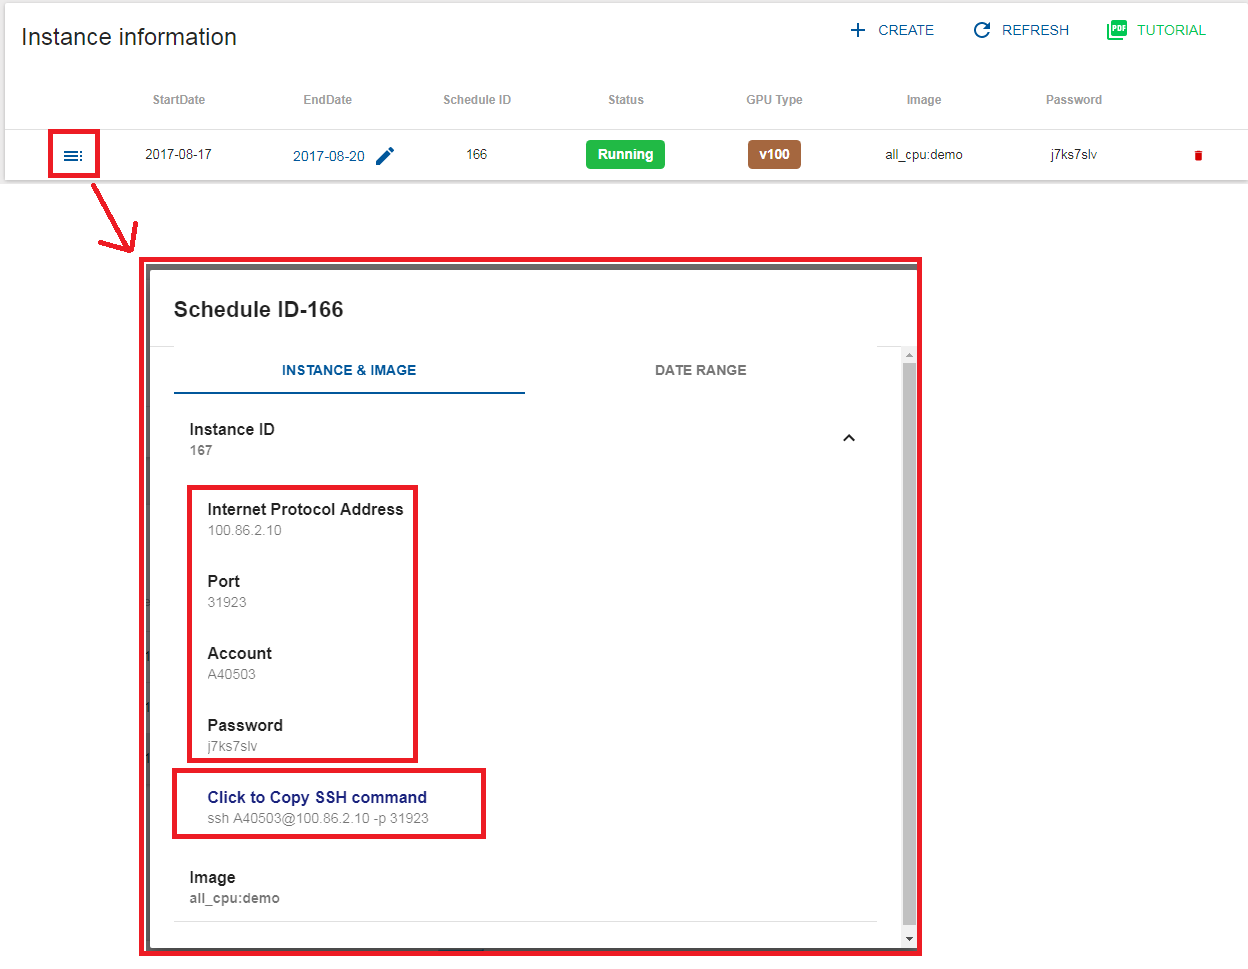 Instance information
CREATE
REFRESH
PDF
TUTORIAL
StartDate EndDate Schedule ID Status GPU Type Image Password
2017-08-17 2017-08-20 166 Running v100 all_cpu:demo j7ks7slv
Schedule ID-166
INSTANCE & IMAGE DATE RANGE
Instance ID
167
Internet Protocol Address
100.86.2.10
Port
31923
Account
A40503
Password
j7ks7slv
Click to Copy SSH command
ssh A40503@100.86.2.10 -p 31923
Image
all_cpu:demo